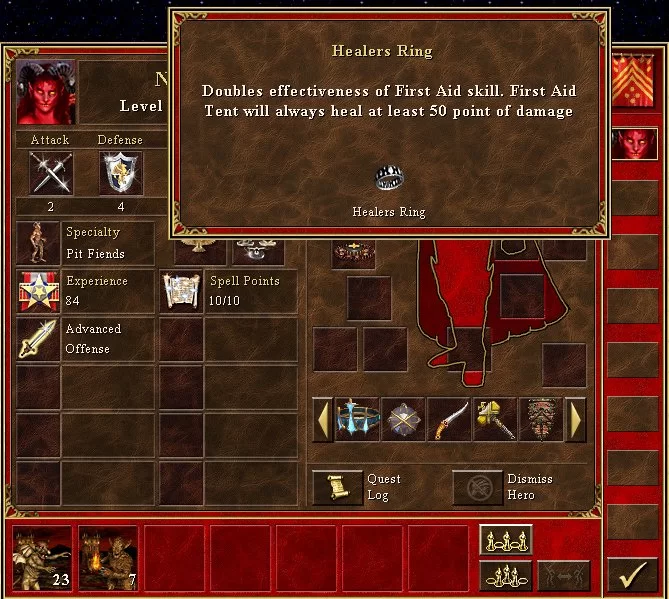 Healers Ring
Doubles effectiveness of First Aid skill. First Aid
Tent will always heal at least 50 point of damage
Healers Ring
N
Level
Attack
Defense
2
4
Specialty
Pit Fiends
Experience
84
Spell Points
10/10
Advanced
Offense
Quest
Log
Dismiss
Hero
23
7